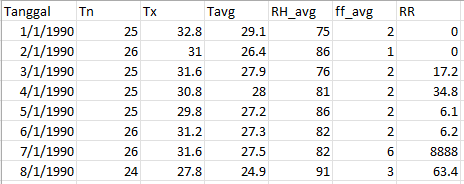 Tanggal Tn Tx Tavg RH_avg ff_avg RR
1/1/1990 25 32.8 29.1 75 2 0
2/1/1990 26 31 26.4 86 1 0
3/1/1990 25 31.6 27.9 76 2 17.2
4/1/1990 25 30.8 28 81 2 34.8
5/1/1990 25 29.8 27.2 86 2 6.1
6/1/1990 26 31.2 27.3 82 2 6.2
7/1/1990 26 31.6 27.5 82 6 8888
8/1/1990 24 27.8 24.9 91 3 63.4